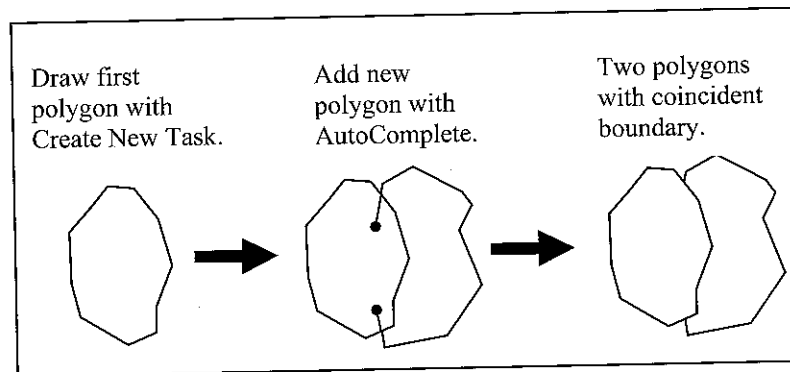 Draw first
polygon with
Create New Task.
Add new
polygon with
AutoComplete.
Two polygons
with coincident
boundary.